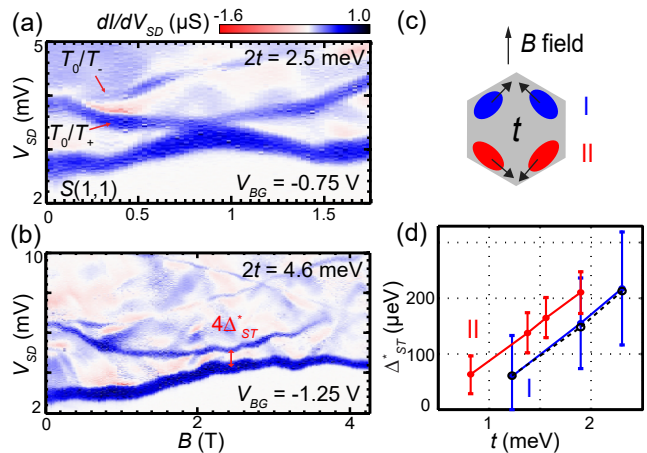 (a)
dI/dV_SD (μS)
-1.6
1.0
5
T_0/T_-
2t = 2.5 meV
T_0/T_+
V_SD (mV)
S(1,1)
V_BG = -0.75 V
2
0
0.5
1
1.5
(b)
10
2t = 4.6 meV
4Δ*_ST
V_SD (mV)
V_BG = -1.25 V
2
0
2
4
B (T)
(c)
B field
I
t
II
(d)
Δ*_ST (μeV)
200
100
0
II
I
1
2
t (meV)